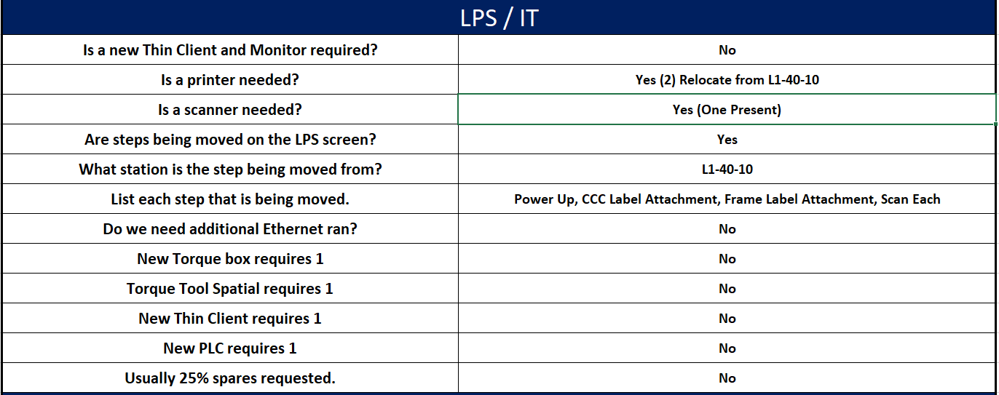 LPS / IT
Is a new Thin Client and Monitor required? No
Is a printer needed? Yes (2) Relocate from L1-40-10
Is a scanner needed? Yes (One Present)
Are steps being moved on the LPS screen? Yes
What station is the step being moved from? L1-40-10
List each step that is being moved. Power Up, CCC Label Attachment, Frame Label Attachment, Scan Each
Do we need additional Ethernet ran? No
New Torque box requires 1 No
Torque Tool Spatial requires 1 No
New Thin Client requires 1 No
New PLC requires 1 No
Usually 25% spares requested. No